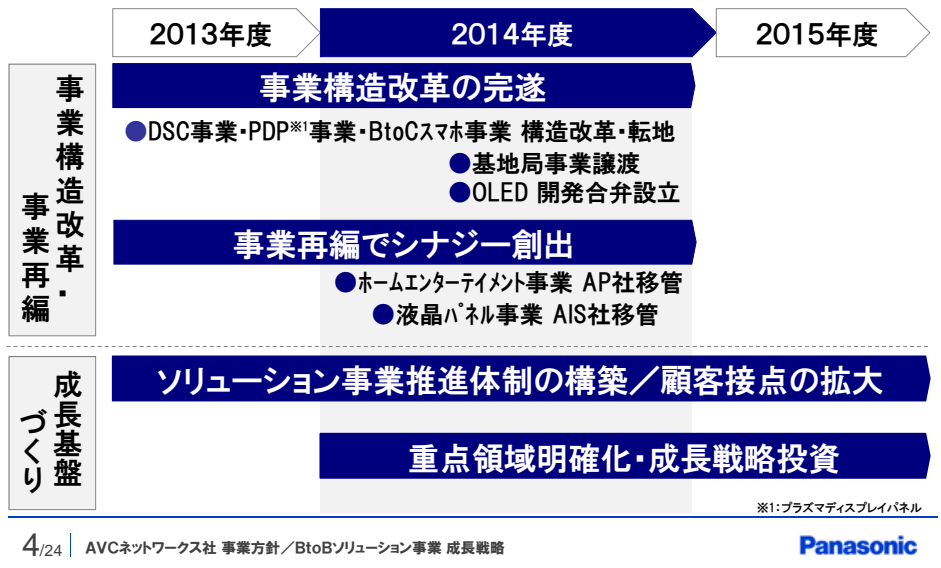 2013年度
2014年度
2015年度
事業構造改革・
事業再編
事業構造改革の完遂
●DSC事業・PDP※1事業・BtoCスマホ事業 構造改革・転地
●基地局事業譲渡
●OLED 開発合弁設立
事業再編でシナジー創出
●ホームエンターテイメント事業 AP社移管
●液晶パネル事業 AIS社移管
成長基盤
づくり
ソリューション事業推進体制の構築／顧客接点の拡大
重点領域明確化・成長戦略投資
※1:プラズマディスプレイパネル
4/24
AVCネットワークス社 事業方針／BtoBソリューション事業 成長戦略
Panasonic